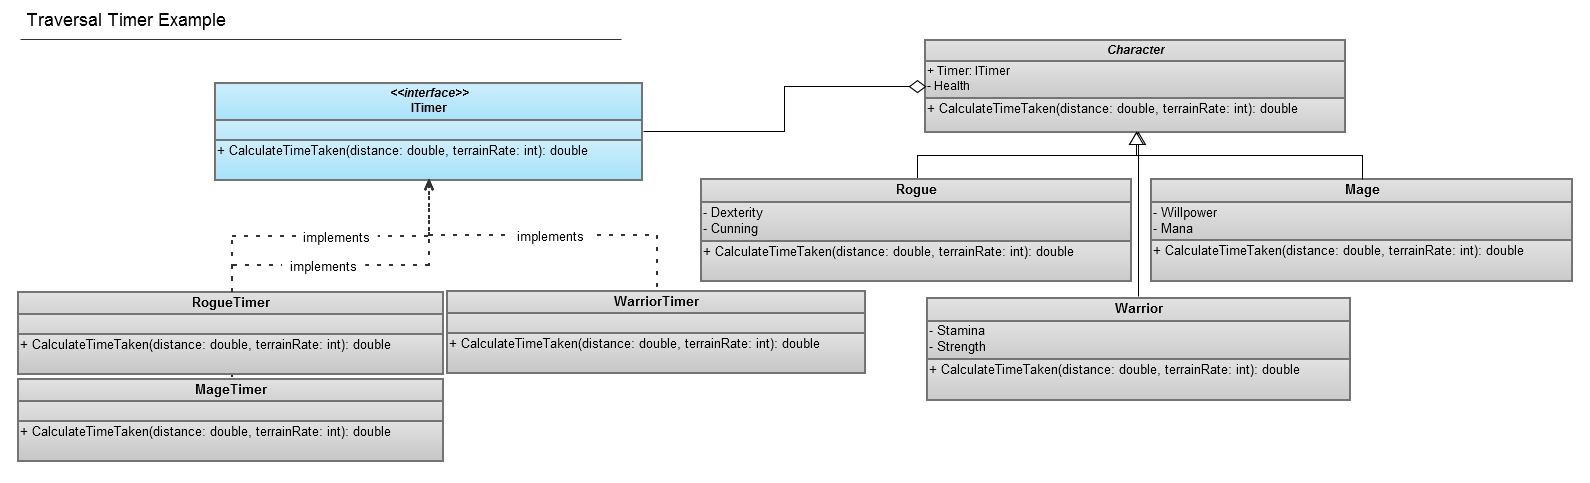 Traversal Timer Example
<<interface>>
ITimer
+ CalculateTimeTaken(distance: double, terrainRate: int): double
Character
+ Timer: ITimer
- Health
+ CalculateTimeTaken(distance: double, terrainRate: int): double
Rogue
- Dexterity
- Cunning
+ CalculateTimeTaken(distance: double, terrainRate: int): double
Mage
- Willpower
- Mana
+ CalculateTimeTaken(distance: double, terrainRate: int): double
implements
implements
implements
RogueTimer
+ CalculateTimeTaken(distance: double, terrainRate: int): double
WarriorTimer
+ CalculateTimeTaken(distance: double, terrainRate: int): double
Warrior
- Stamina
- Strength
+ CalculateTimeTaken(distance: double, terrainRate: int): double
MageTimer
+ CalculateTimeTaken(distance: double, terrainRate: int): double